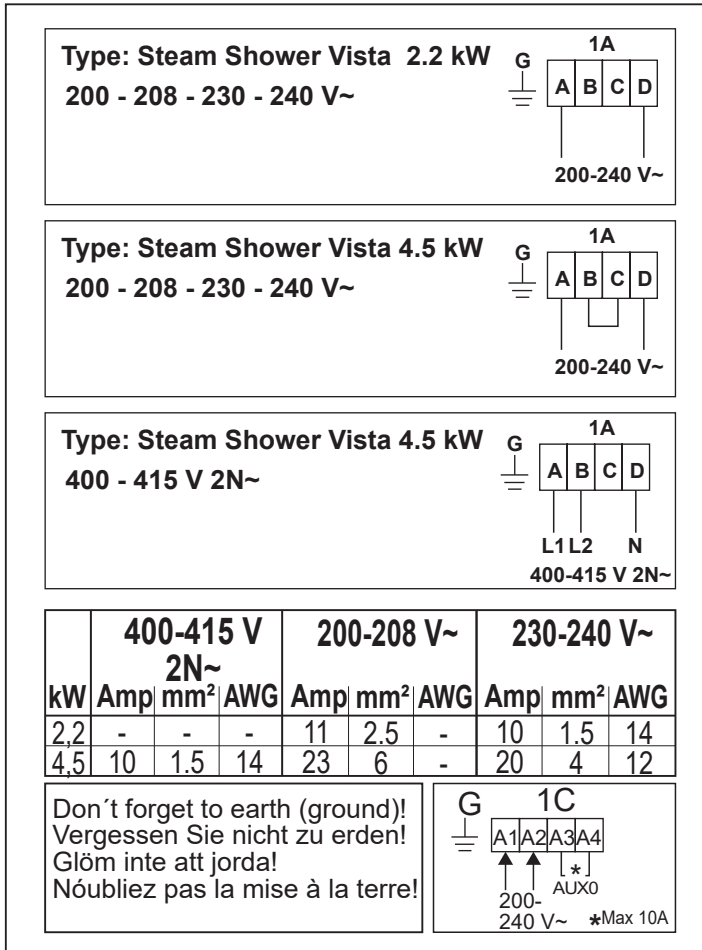 Type: Steam Shower Vista 2.2 kW
200 - 208 - 230 - 240 V~
G
1A
A B C D
200-240 V~
Type: Steam Shower Vista 4.5 kW
200 - 208 - 230 - 240 V~
G
1A
A B C D
200-240 V~
Type: Steam Shower Vista 4.5 kW
400 - 415 V 2N~
G
1A
A B C D
L1 L2 N
400-415 V 2N~
400-415 V 2N~ 200-208 V~ 230-240 V~
kW Amp mm² AWG Amp mm² AWG Amp mm² AWG
2,2 - - - 11 2.5 - 10 1.5 14
4,5 10 1.5 14 23 6 - 20 4 12
Don´t forget to earth (ground)!
Vergessen Sie nicht zu erden!
Glöm inte att jorda!
Nóubliez pas la mise à la terre!
G 1C
A1 A2 A3 A4
*
AUX0
200-
240 V~ *Max 10A